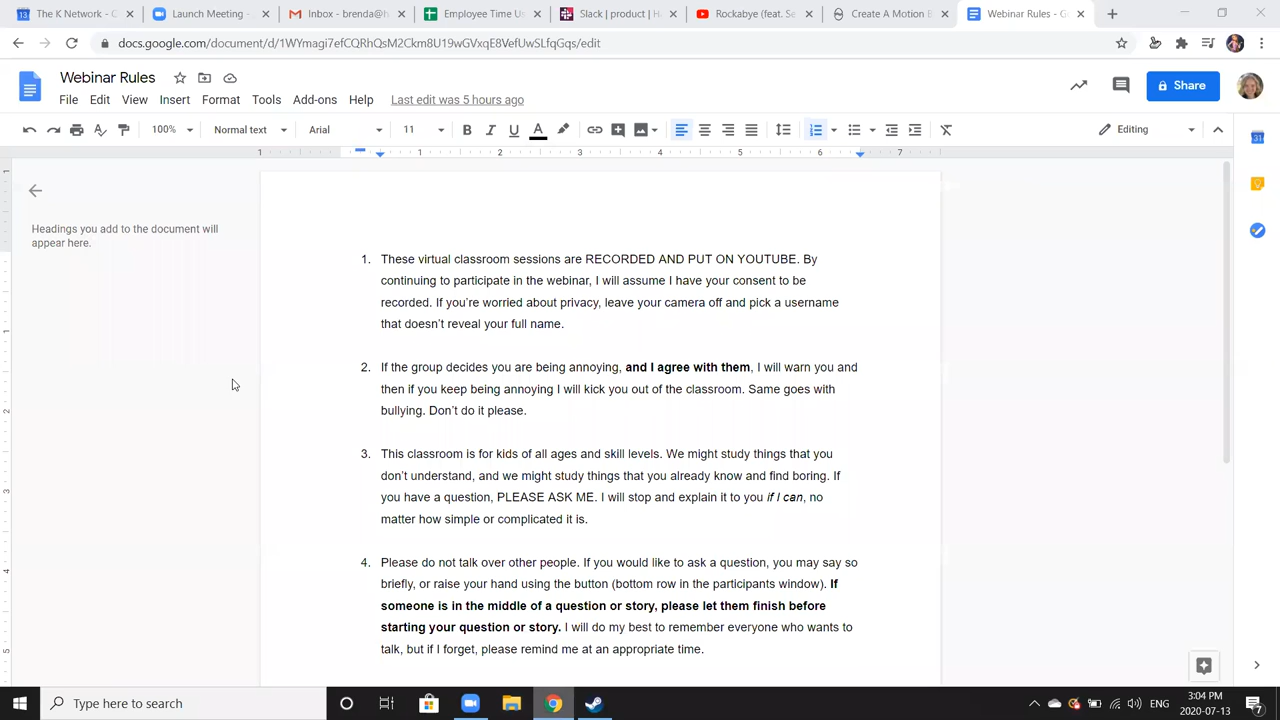 The K Network - C
Launch Meeting -
Inbox - brenda@h
Employee Time U
Slack | product | H
Rockabye (feat. Se
Create A Motion E
Webinar Rules - G
docs.google.com/document/d/1WYmagi7efCQRhQsM2Ckm8U19wGVxqE8VefUwSLfqGqs/edit
Webinar Rules
File Edit View Insert Format Tools Add-ons Help Last edit was 5 hours ago
Share
100% Normal text Arial 11 Editing
1 1 2 3 4 5 6 7
Headings you add to the document will
appear here.
1. These virtual classroom sessions are RECORDED AND PUT ON YOUTUBE. By
continuing to participate in the webinar, I will assume I have your consent to be
recorded. If you're worried about privacy, leave your camera off and pick a username
that doesn't reveal your full name.
2. If the group decides you are being annoying, and I agree with them, I will warn you and
then if you keep being annoying I will kick you out of the classroom. Same goes with
bullying. Don't do it please.
3. This classroom is for kids of all ages and skill levels. We might study things that you
don't understand, and we might study things that you already know and find boring. If
you have a question, PLEASE ASK ME. I will stop and explain it to you if I can, no
matter how simple or complicated it is.
4. Please do not talk over other people. If you would like to ask a question, you may say so
briefly, or raise your hand using the button (bottom row in the participants window). If
someone is in the middle of a question or story, please let them finish before
starting your question or story. I will do my best to remember everyone who wants to
talk, but if I forget, please remind me at an appropriate time.
Type here to search
ENG
3:04 PM
2020-07-13
7